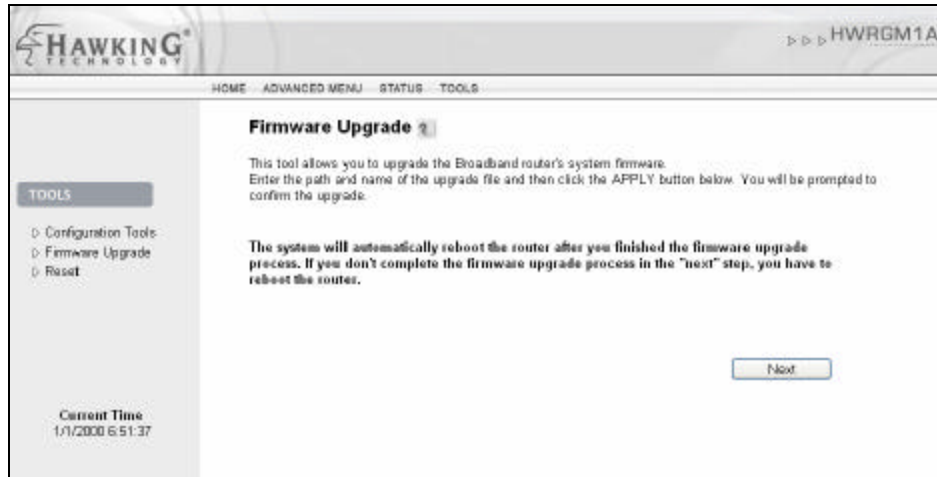 HAWKING
TECHNOLOGY
HWRGM1A
HOME ADVANCED MENU STATUS TOOLS
Firmware Upgrade ?
This tool allows you to upgrade the Broadband router's system firmware.
Enter the path and name of the upgrade file and then click the APPLY button below. You will be prompted to
confirm the upgrade.
TOOLS
Configuration Tools
Firmware Upgrade
Reset
The system will automatically reboot the router after you finished the firmware upgrade
process. If you don't complete the firmware upgrade process in the "next" step, you have to
reboot the router.
Next
Current Time
1/1/2000 6:51:37